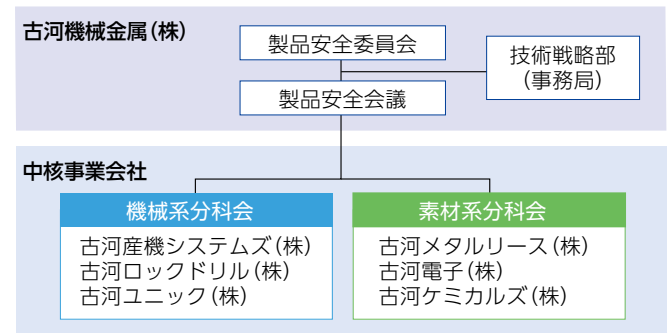 古河機械金属(株)
製品安全委員会
技術戦略部
(事務局)
製品安全会議
中核事業会社
機械系分科会
古河産機システムズ(株)
古河ロックドリル(株)
古河ユニック(株)
素材系分科会
古河メタルリース(株)
古河電子(株)
古河ケミカルズ(株)